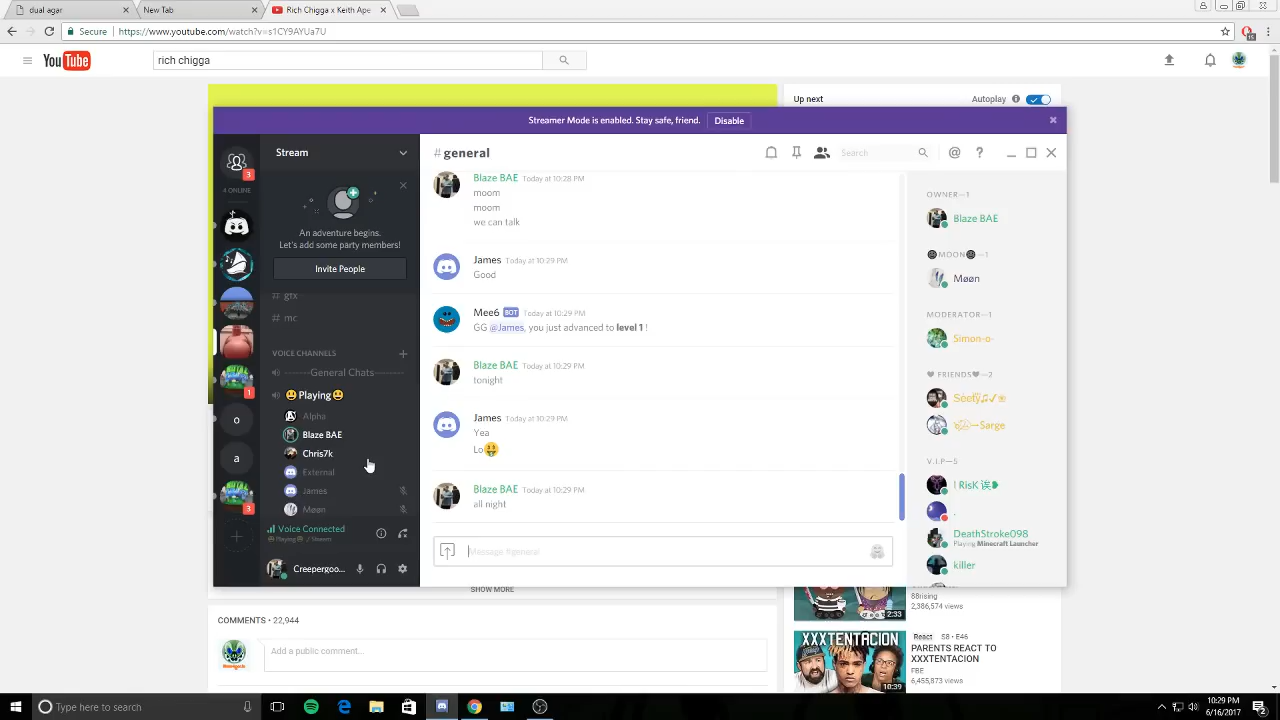 dual agar
New Tab
Rich Chigga x Keith Ape
Secure
https://www.youtube.com/watch?v=s1CY9AYUa7U
YouTube
rich chigga
Up next
Autoplay
Streamer Mode is enabled. Stay safe, friend.
Disable
Stream
3
4 ONLINE
1
o
a
3
An adventure begins.
Let's add some party members!
Invite People
# gtx
# mc
VOICE CHANNELS
--------General Chats--------
😃 Playing 😃
Alpha
Blaze BAE
Chris7k
External
James
Møøn
Voice Connected
Playing / Stream
Creepergoo...
#general
Search
Blaze BAE Today at 10:28 PM
moom
moom
we can talk
James Today at 10:29 PM
Good
Mee6 BOT Today at 10:29 PM
GG @James, you just advanced to level 1 !
Blaze BAE Today at 10:29 PM
tonight
James Today at 10:29 PM
Yea
Lo
Blaze BAE Today at 10:29 PM
all night
Message #general
OWNER—1
Blaze BAE
MOON—1
Møøn
MODERATOR—1
Simon-o-
FRIENDS—2
Sarge
V.I.P—5
RisK
.
DeathStroke098
Playing Minecraft Launcher
killer
SHOW MORE
COMMENTS • 22,944
Add a public comment...
88rising
2,386,574 views
2:33
XXXTENTACION
10:39
React S8 • E46
PARENTS REACT TO
XXXTENTACION
FBE
6,455,873 views
Type here to search
10:29 PM
6/16/2017